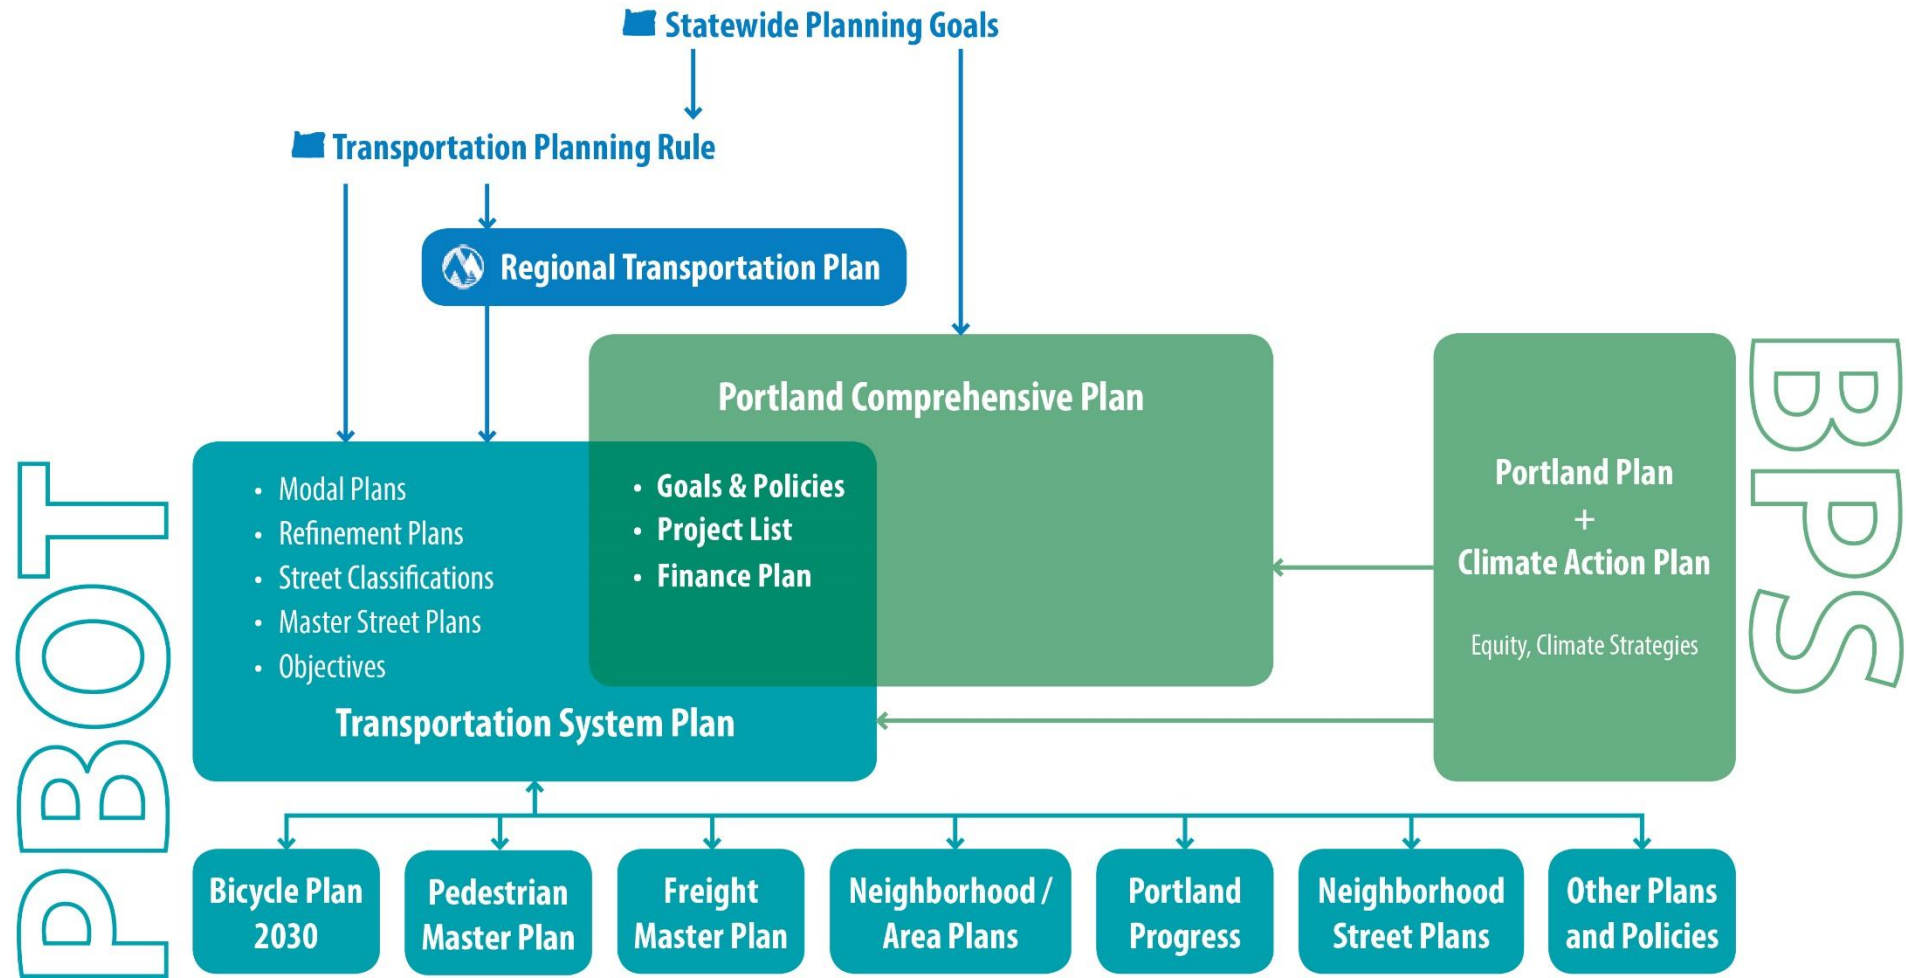 Statewide Planning Goals
Transportation Planning Rule
Regional Transportation Plan
Portland Comprehensive Plan
• Modal Plans
• Refinement Plans
• Street Classifications
• Master Street Plans
• Objectives
• Goals & Policies
• Project List
• Finance Plan
Transportation System Plan
Portland Plan
+
Climate Action Plan
Equity, Climate Strategies
PBOT
BPS
Bicycle Plan
2030
Pedestrian
Master Plan
Freight
Master Plan
Neighborhood /
Area Plans
Portland
Progress
Neighborhood
Street Plans
Other Plans
and Policies